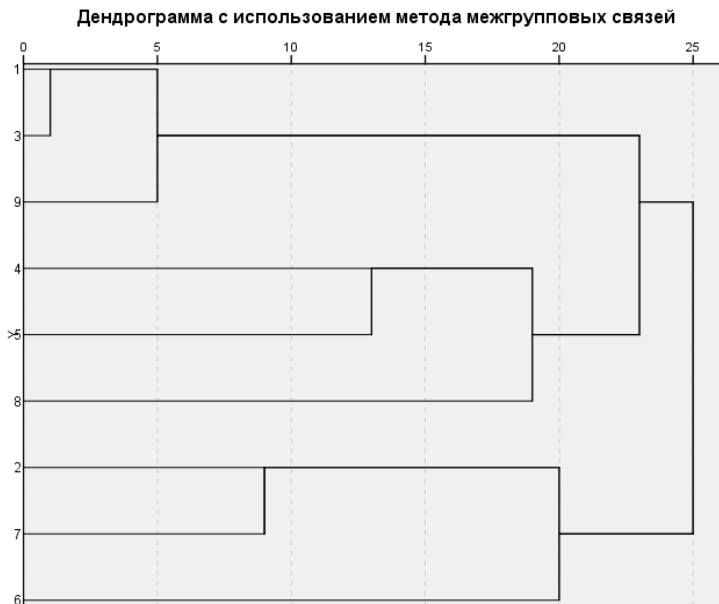 Дендрограмма с использованием метода межгрупповых связей
0 5 10 15 20 25
1
3
9
4
Y 5
8
2
7
6